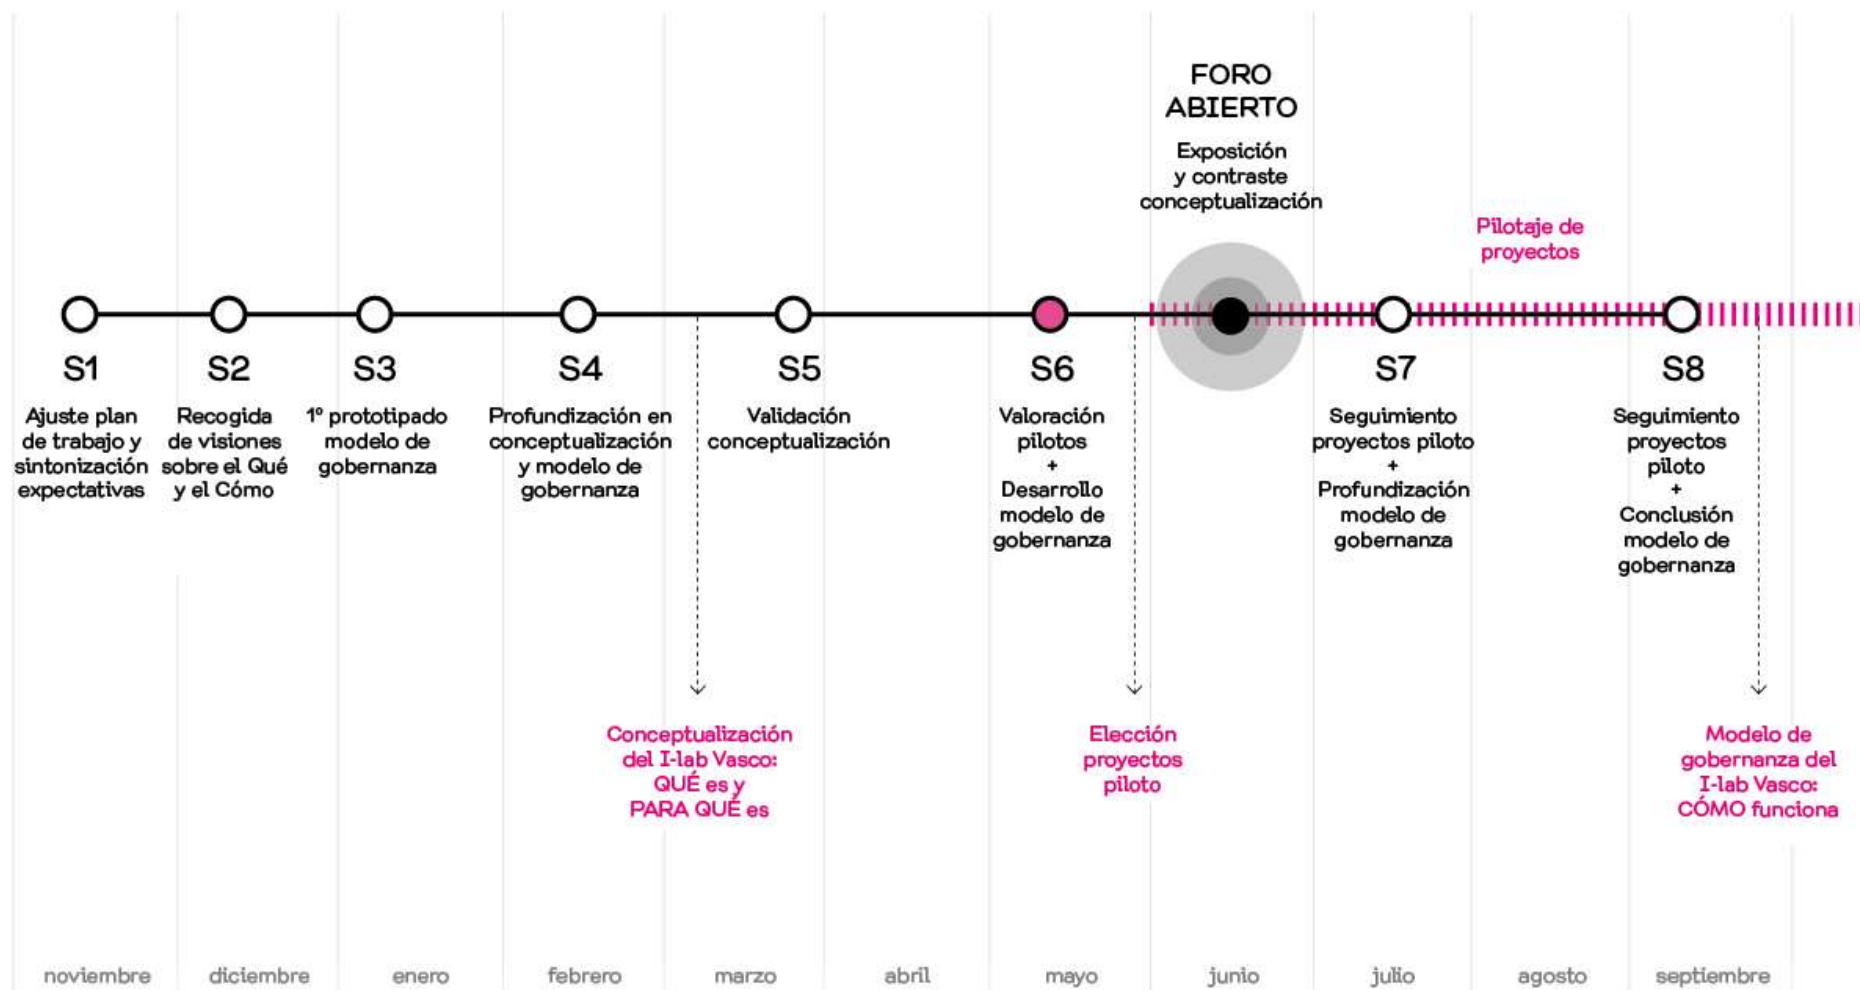 FORO
ABIERTO
Exposición
y contraste
conceptualización
Pilotaje de
proyectos
S1
Ajuste plan
de trabajo y
sintonización
expectativas
S2
Recogida
de visiones
sobre el Qué
y el Cómo
S3
1º prototipado
modelo de
gobernanza
S4
Profundización en
conceptualización
y modelo de
gobernanza
S5
Validación
conceptualización
S6
Valoración
pilotos
+
Desarrollo
modelo de
gobernanza
S7
Seguimiento
proyectos piloto
+
Profundización
modelo de
gobernanza
S8
Seguimiento
proyectos
piloto
+
Conclusión
modelo de
gobernanza
Conceptualización
del I-lab Vasco:
QUÉ es y
PARA QUÉ es
Elección
proyectos
piloto
Modelo de
gobernanza del
I-lab Vasco:
CÓMO funciona
noviembre
diciembre
enero
febrero
marzo
abril
mayo
junio
julio
agosto
septiembre